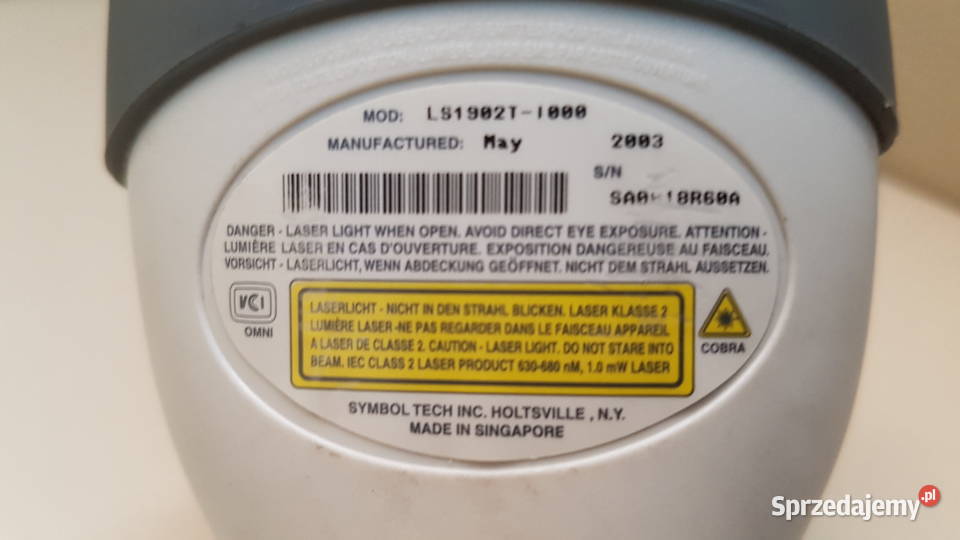 MOD: LS1902T-I000
MANUFACTURED: May 2003
S/N
DANGER - LASER LIGHT WHEN OPEN. AVOID DIRECT EYE EXPOSURE. ATTENTION -
LUMIÈRE LASER EN CAS D'OUVERTURE. EXPOSITION DANGEREUSE AU FAISCEAU.
VORSICHT - LASERLICHT, WENN ABDECKUNG GEÖFFNET. NICHT DEM STRAHL AUSSETZEN.
VCI
OMNI
LASERLICHT - NICHT IN DEN STRAHL BLICKEN. LASER KLASSE 2
LUMIÈRE LASER -NE PAS REGARDER DANS LE FAISCEAU APPAREIL
A LASER DE CLASSE 2. CAUTION - LASER LIGHT. DO NOT STARE INTO
BEAM. IEC CLASS 2 LASER PRODUCT 630-680 nM, 1.0 mW LASER
COBRA
SYMBOL TECH INC. HOLTSVILLE , N.Y.
MADE IN SINGAPORE
Sprzedajemy.pl